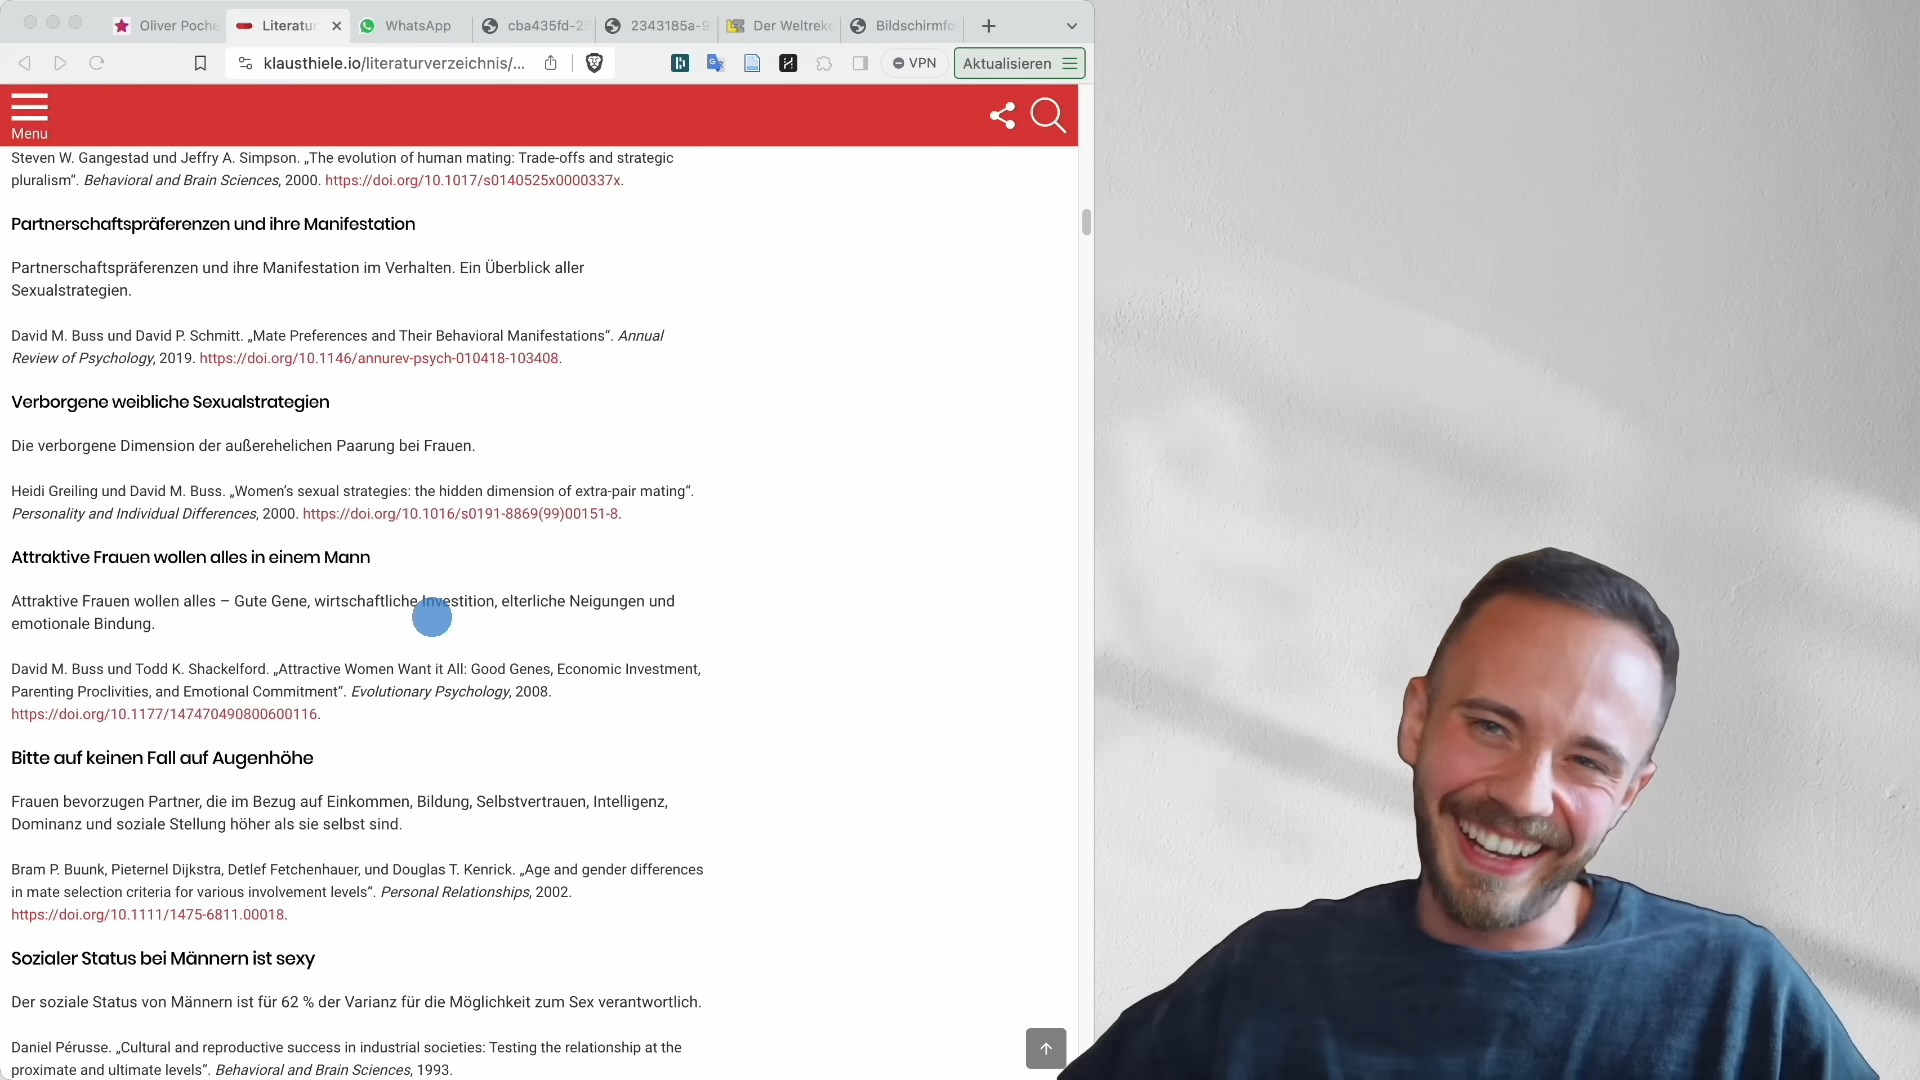 Oliver Poche
Literatur
WhatsApp
cba435fd-2
2343185a-9
Der Weltreko
Bildschirmfo
klausthiele.io/literaturverzeichnis/...
VPN
Aktualisieren
Menu
Steven W. Gangestad und Jeffry A. Simpson. „The evolution of human mating: Trade-offs and strategic
pluralism“. Behavioral and Brain Sciences, 2000. https://doi.org/10.1017/s0140525x0000337x.
Partnerschaftspräferenzen und ihre Manifestation
Partnerschaftspräferenzen und ihre Manifestation im Verhalten. Ein Überblick aller
Sexualstrategien.
David M. Buss und David P. Schmitt. „Mate Preferences and Their Behavioral Manifestations“. Annual
Review of Psychology, 2019. https://doi.org/10.1146/annurev-psych-010418-103408.
Verborgene weibliche Sexualstrategien
Die verborgene Dimension der außerehelichen Paarung bei Frauen.
Heidi Greiling und David M. Buss. „Women’s sexual strategies: the hidden dimension of extra-pair mating“.
Personality and Individual Differences, 2000. https://doi.org/10.1016/s0191-8869(99)00151-8.
Attraktive Frauen wollen alles in einem Mann
Attraktive Frauen wollen alles – Gute Gene, wirtschaftliche Investition, elterliche Neigungen und
emotionale Bindung.
David M. Buss und Todd K. Shackelford. „Attractive Women Want it All: Good Genes, Economic Investment,
Parenting Proclivities, and Emotional Commitment“. Evolutionary Psychology, 2008.
https://doi.org/10.1177/147470490800600116.
Bitte auf keinen Fall auf Augenhöhe
Frauen bevorzugen Partner, die im Bezug auf Einkommen, Bildung, Selbstvertrauen, Intelligenz,
Dominanz und soziale Stellung höher als sie selbst sind.
Bram P. Buunk, Pieternel Dijkstra, Detlef Fetchenhauer, und Douglas T. Kenrick. „Age and gender differences
in mate selection criteria for various involvement levels“. Personal Relationships, 2002.
https://doi.org/10.1111/1475-6811.00018.
Sozialer Status bei Männern ist sexy
Der soziale Status von Männern ist für 62 % der Varianz für die Möglichkeit zum Sex verantwortlich.
Daniel Pérusse. „Cultural and reproductive success in industrial societies: Testing the relationship at the
proximate and ultimate levels“. Behavioral and Brain Sciences, 1993.